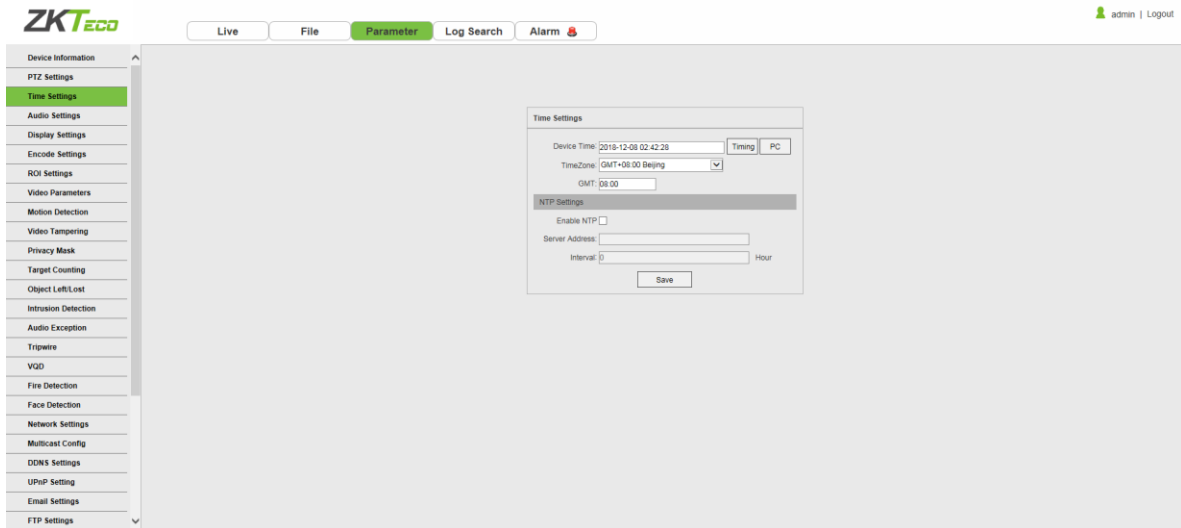 ZKTECO
admin | Logout
Live
File
Parameter
Log Search
Alarm
Device Information
PTZ Settings
Time Settings
Audio Settings
Display Settings
Encode Settings
ROI Settings
Video Parameters
Motion Detection
Video Tampering
Privacy Mask
Target Counting
Object Left/Lost
Intrusion Detection
Audio Exception
Tripwire
VQD
Fire Detection
Face Detection
Network Settings
Multicast Config
DDNS Settings
UPnP Setting
Email Settings
FTP Settings
Time Settings
Device Time: 2018-12-08 02:42:28 Timing PC
TimeZone: GMT+08:00 Beijing
GMT: 08:00
NTP Settings
Enable NTP
Server Address:
Interval: 0 Hour
Save